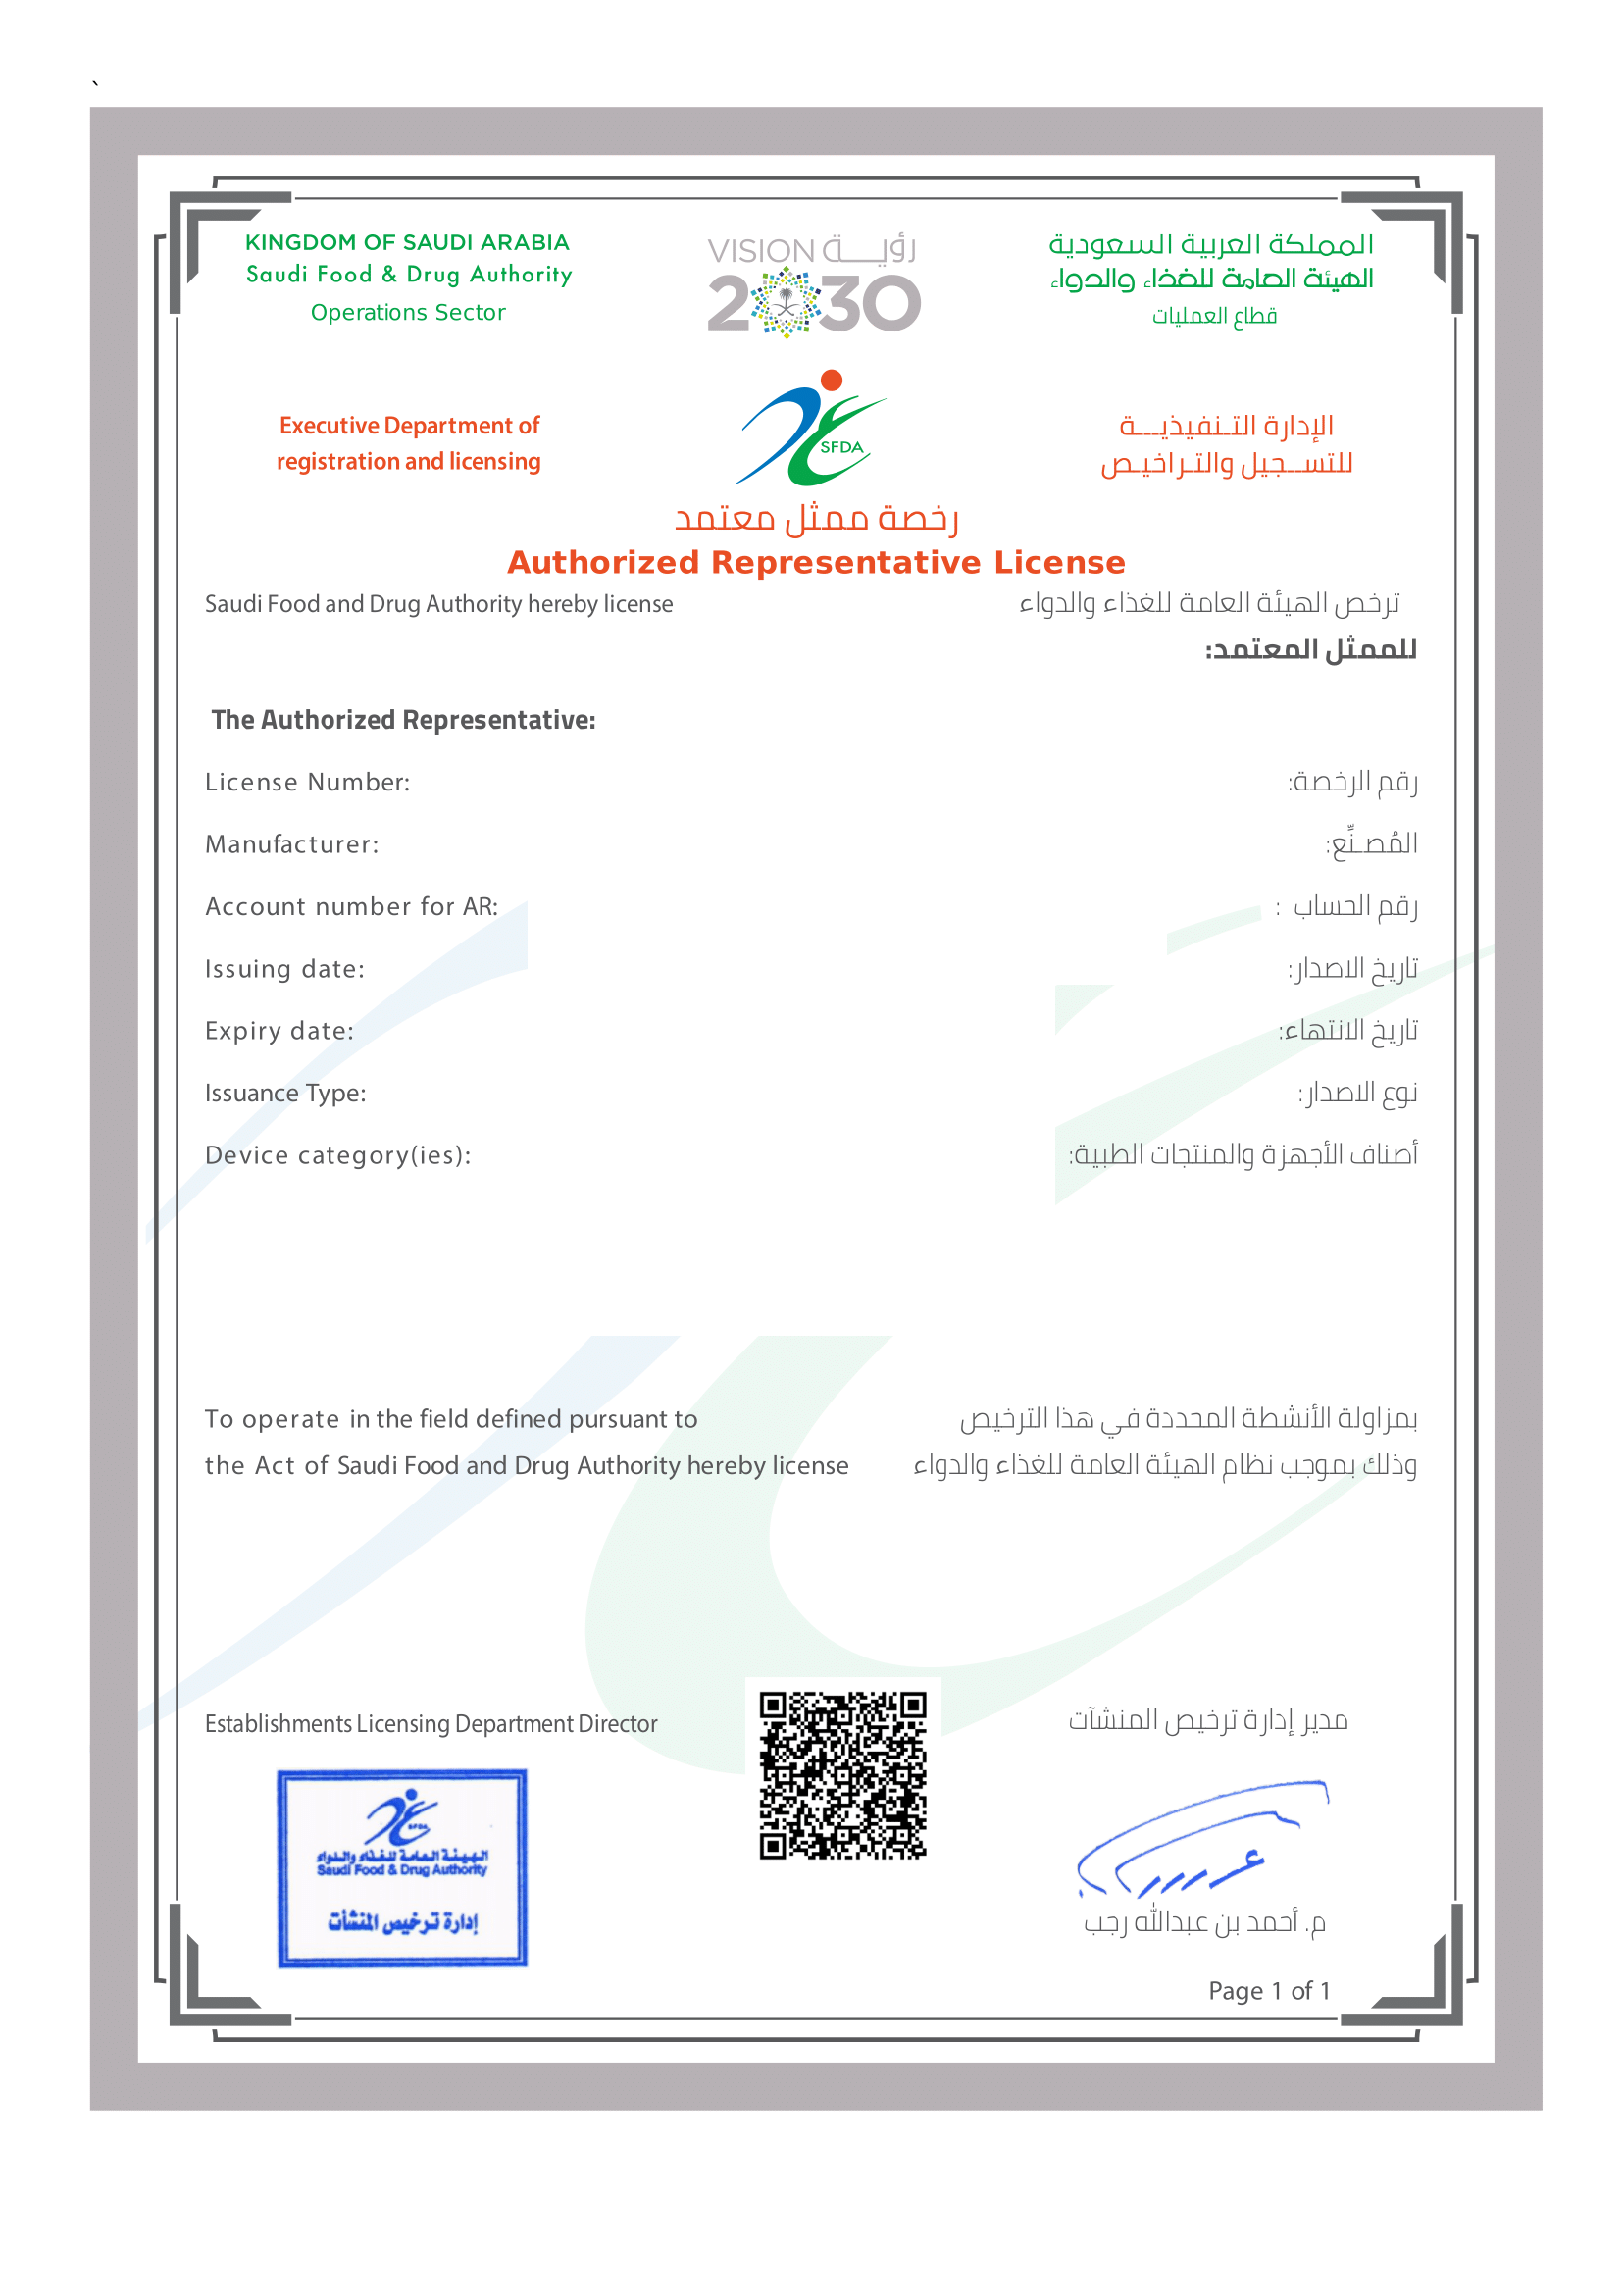 `
KINGDOM OF SAUDI ARABIA
Saudi Food & Drug Authority
Operations Sector
VISION رؤيــــة
2030
المملكة العربية السعودية
الهيئة العامة للغذاء والدواء
قطاع العمليات
Executive Department of
registration and licensing
SFDA
الإدارة التـنفيذيـــة
للتســـجيل والتـراخيـص
رخصة ممثل معتمد
Authorized Representative License
Saudi Food and Drug Authority hereby license
ترخص الهيئة العامة للغذاء والدواء
للممثل المعتمد:
The Authorized Representative:
License Number:
رقم الرخصة:
Manufacturer:
المُصـنِّع:
Account number for AR:
رقم الحساب :
Issuing date:
تاريخ الاصدار:
Expiry date:
تاريخ الانتهاء:
Issuance Type:
نوع الاصدار:
Device category(ies):
أصناف الأجهزة والمنتجات الطبية:
To operate in the field defined pursuant to
بمزاولة الأنشطة المحددة في هذا الترخيص
the Act of Saudi Food and Drug Authority hereby license
وذلك بموجب نظام الهيئة العامة للغذاء والدواء
Establishments Licensing Department Director
مدير إدارة ترخيص المنشآت
SFDA
الهيئة العامة للغذاء والدواء
Saudi Food & Drug Authority
إدارة ترخيص المنشأت
م. أحمد بن عبدالله رجب
Page 1 of 1